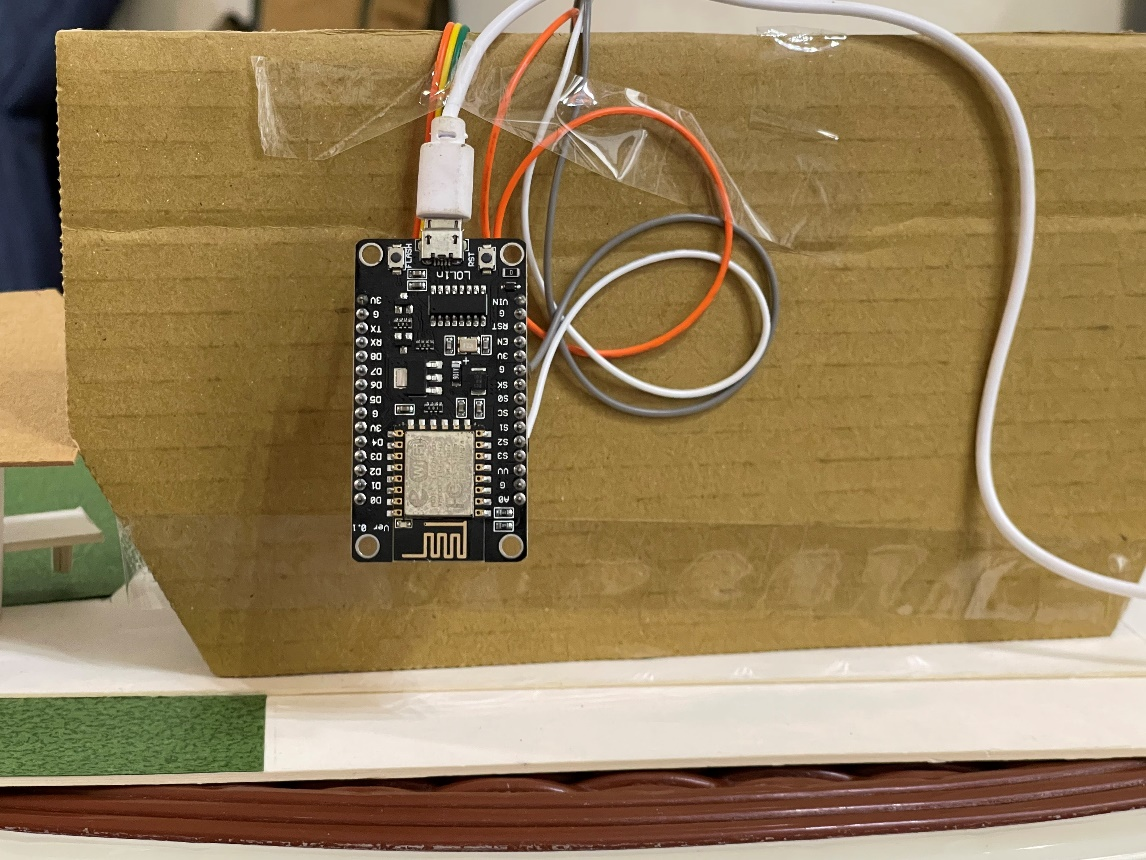 FLASH
RST
LOLin
3V
G
TX
RX
D8
D7
D6
D5
G
3V
D4
D3
D2
D1
D0
VIN
G
RST
EN
3V
G
SK
S0
SC
S1
S2
S3
VV
G
A0
Ver 0.1